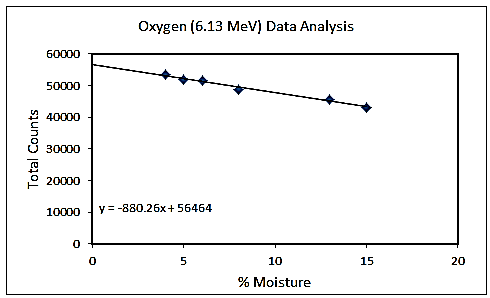 Oxygen (6.13 MeV) Data Analysis
60000
50000
40000
30000
20000
10000
0
Total Counts
y = -880.26x + 56464
0 5 10 15 20
% Moisture